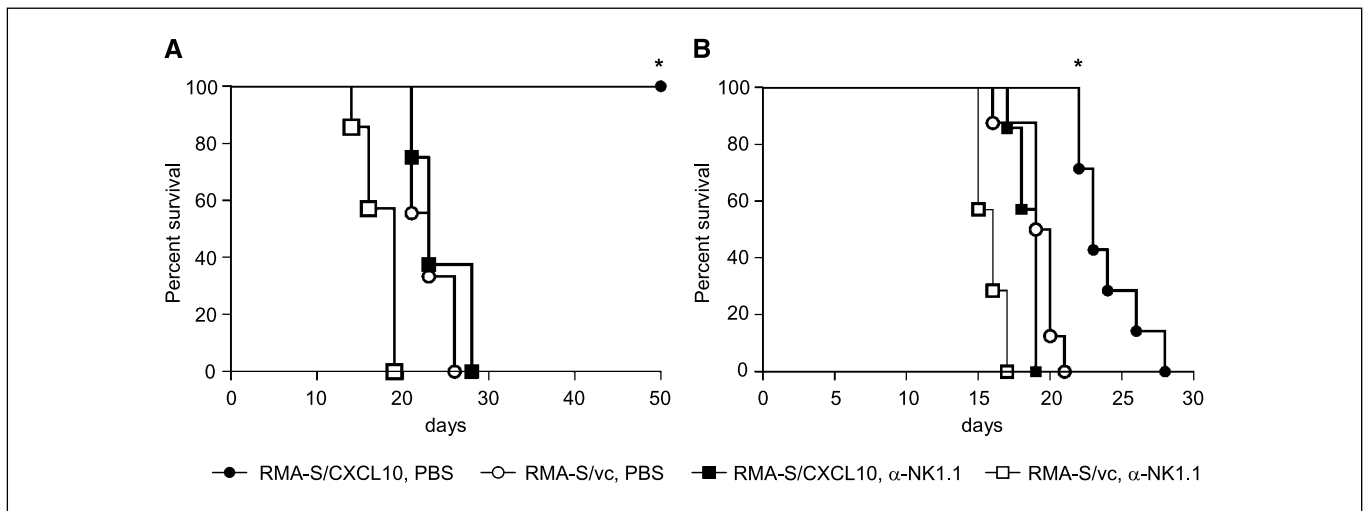 A
*
100
80
60
40
20
0
Percent survival
0 10 20 30 40 50
days
B
*
100
80
60
40
20
0
Percent survival
0 5 10 15 20 25 30
days
RMA-S/CXCL10, PBS RMA-S/vc, PBS RMA-S/CXCL10, α-NK1.1 RMA-S/vc, α-NK1.1